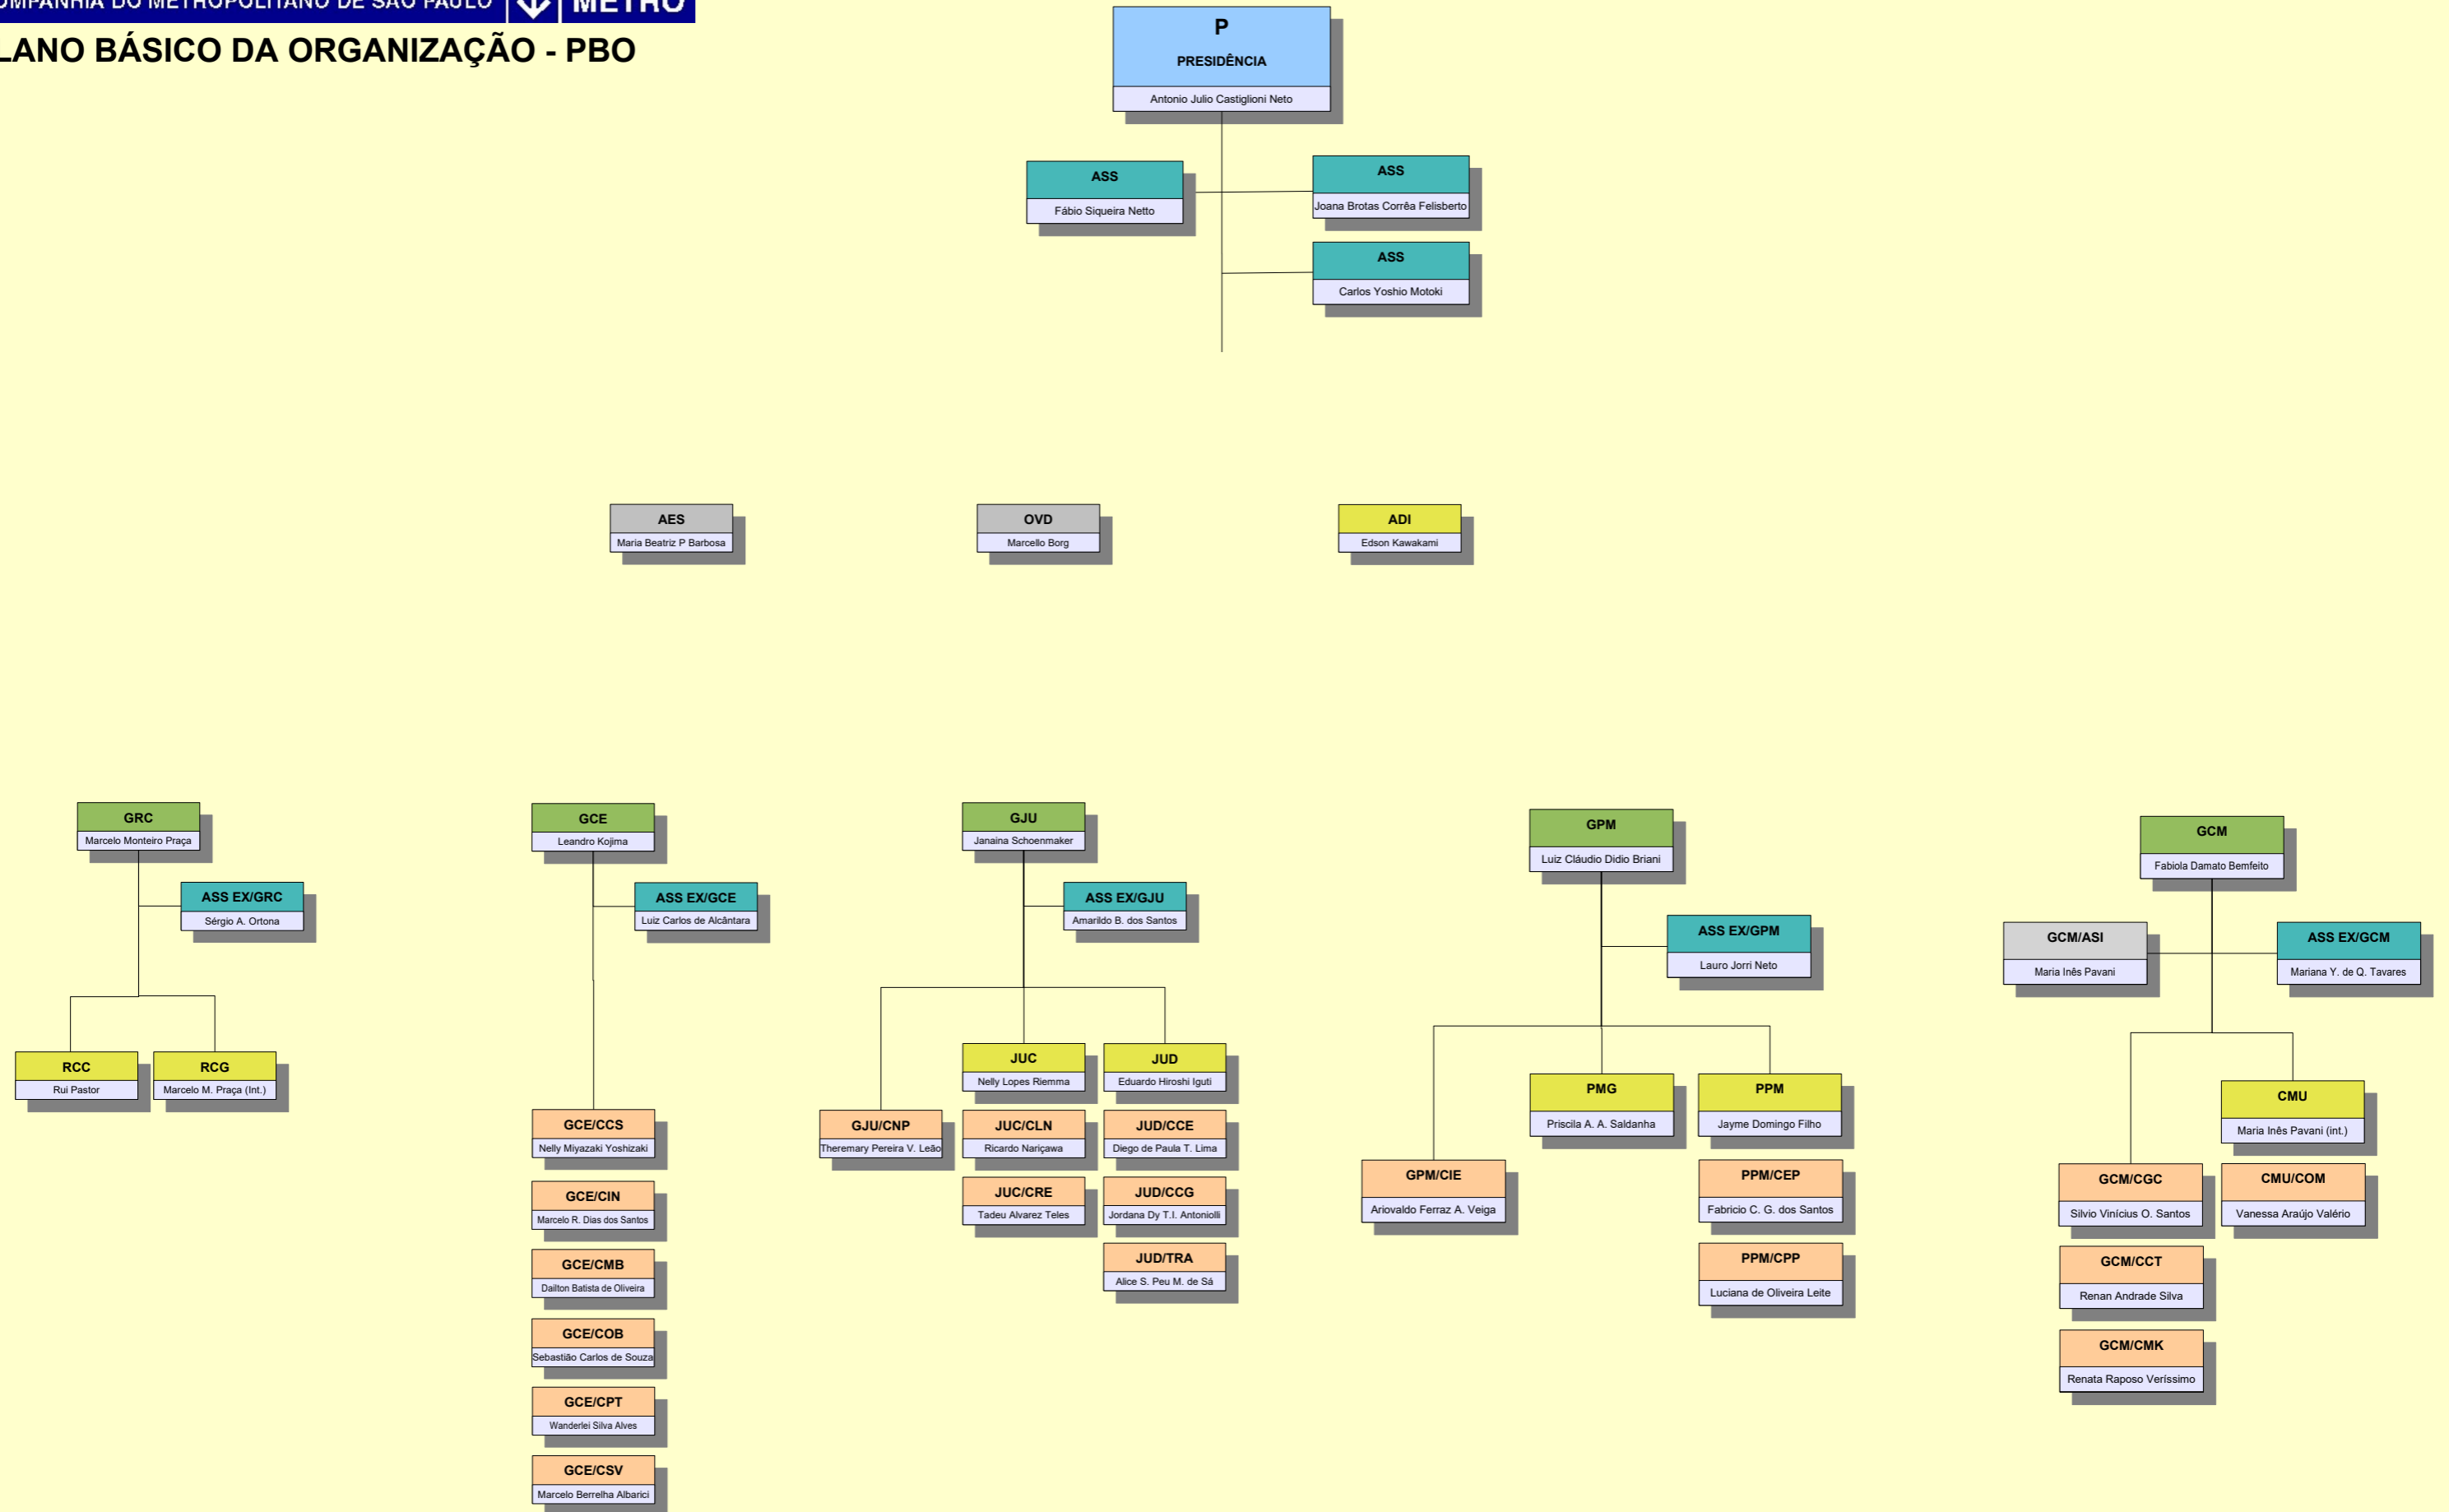 OMPANHIA DO METROPOLITANO DE SÃO PAULO METRÔ
LANO BÁSICO DA ORGANIZAÇÃO - PBO
P
PRESIDÊNCIA
Antonio Julio Castiglioni Neto
ASS
Fábio Siqueira Netto
ASS
Joana Brotas Corrêa Felisberto
ASS
Carlos Yoshio Motoki
AES
Maria Beatriz P Barbosa
OVD
Marcello Borg
ADI
Edson Kawakami
GRC
Marcelo Monteiro Praça
ASS EX/GRC
Sérgio A. Ortona
RCC
Rui Pastor
RCG
Marcelo M. Praça (Int.)
GCE
Leandro Kojima
ASS EX/GCE
Luiz Carlos de Alcântara
GCE/CCS
Nelly Miyazaki Yoshizaki
GCE/CIN
Marcelo R. Dias dos Santos
GCE/CMB
Dailton Batista de Oliveira
GCE/COB
Sebastião Carlos de Souza
GCE/CPT
Wanderlei Silva Alves
GCE/CSV
Marcelo Berrelha Albarici
GJU
Janaina Schoenmaker
ASS EX/GJU
Amarildo B. dos Santos
GJU/CNP
Theremary Pereira V. Leão
JUC
Nelly Lopes Riemma
JUC/CLN
Ricardo Nariçawa
JUC/CRE
Tadeu Alvarez Teles
JUD
Eduardo Hiroshi Iguti
JUD/CCE
Diego de Paula T. Lima
JUD/CCG
Jordana Dy T.I. Antoniolli
JUD/TRA
Alice S. Peu M. de Sá
GPM
Luiz Cláudio Didio Briani
ASS EX/GPM
Lauro Jorri Neto
GPM/CIE
Ariovaldo Ferraz A. Veiga
PMG
Priscila A. A. Saldanha
PPM
Jayme Domingo Filho
PPM/CEP
Fabricio C. G. dos Santos
PPM/CPP
Luciana de Oliveira Leite
GCM
Fabiola Damato Bemfeito
GCM/ASI
Maria Inês Pavani
ASS EX/GCM
Mariana Y. de Q. Tavares
GCM/CGC
Silvio Vinícius O. Santos
GCM/CCT
Renan Andrade Silva
GCM/CMK
Renata Raposo Veríssimo
CMU
Maria Inês Pavani (int.)
CMU/COM
Vanessa Araújo Valério